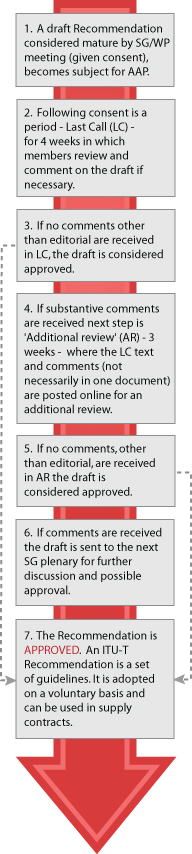 1. A draft Recommendation
considered mature by SG/WP
meeting (given consent),
becomes subject for AAP.
2. Following consent is a
period - Last Call (LC) -
for 4 weeks in which
members review and
comment on the draft if
necessary.
3. If no comments other
than editorial are received
in LC, the draft is considered
approved.
4. If substantive comments
are received next step is
'Additional review' (AR) - 3
weeks - where the LC text
and comments (not
necessarily in one document)
are posted online for an
additional review.
5. If no comments, other
than editorial, are received
in AR the draft is
considered approved.
6. If comments are received
the draft is sent to the next
SG plenary for further
discussion and possible
approval.
7. The Recommendation is
APPROVED. An ITU-T
Recommendation is a set
of guidelines. It is adopted
on a voluntary basis and
can be used in supply
contracts.